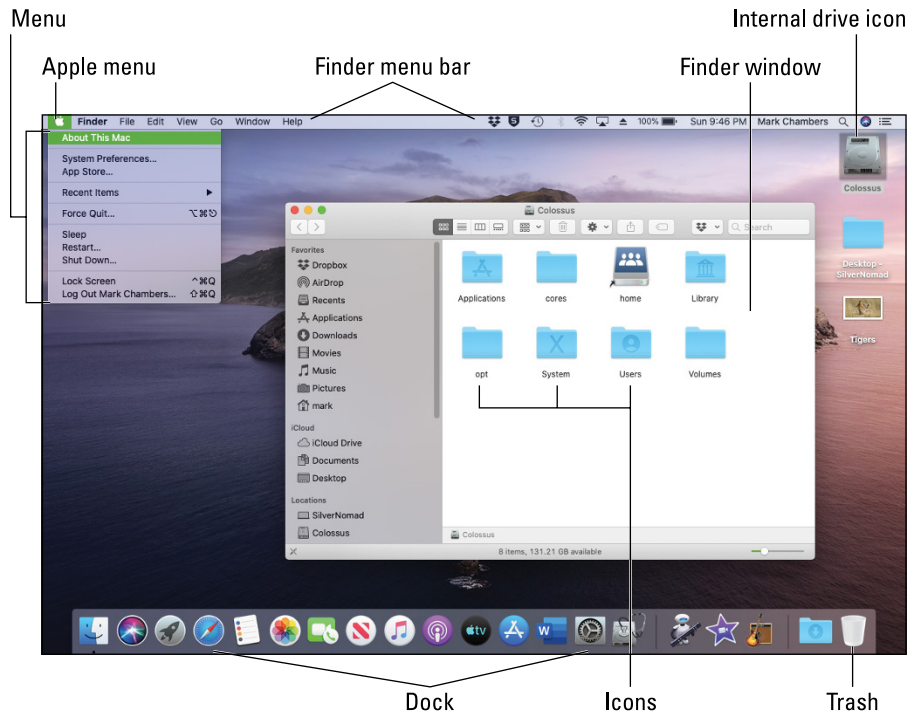 Menu
Internal drive icon
Apple menu
Finder menu bar
Finder window
Finder File Edit View Go Window Help
5
100%
Sun 9:46 PM Mark Chambers
About This Mac
System Preferences...
App Store...
Recent Items
Force Quit... ⌥⌘⎋
Sleep
Restart...
Shut Down...
Lock Screen ^⌘Q
Log Out Mark Chambers... ⇧⌘Q
Colossus
Desktop -
SilverNomad
Tigers
Colossus
Search
Favorites
Dropbox
AirDrop
Recents
Applications
Downloads
Movies
Music
Pictures
mark
iCloud
iCloud Drive
Documents
Desktop
Locations
SilverNomad
Colossus
Applications cores home Library
opt System Users Volumes
Colossus
8 items, 131.21 GB available
tv
W
Dock
Icons
Trash